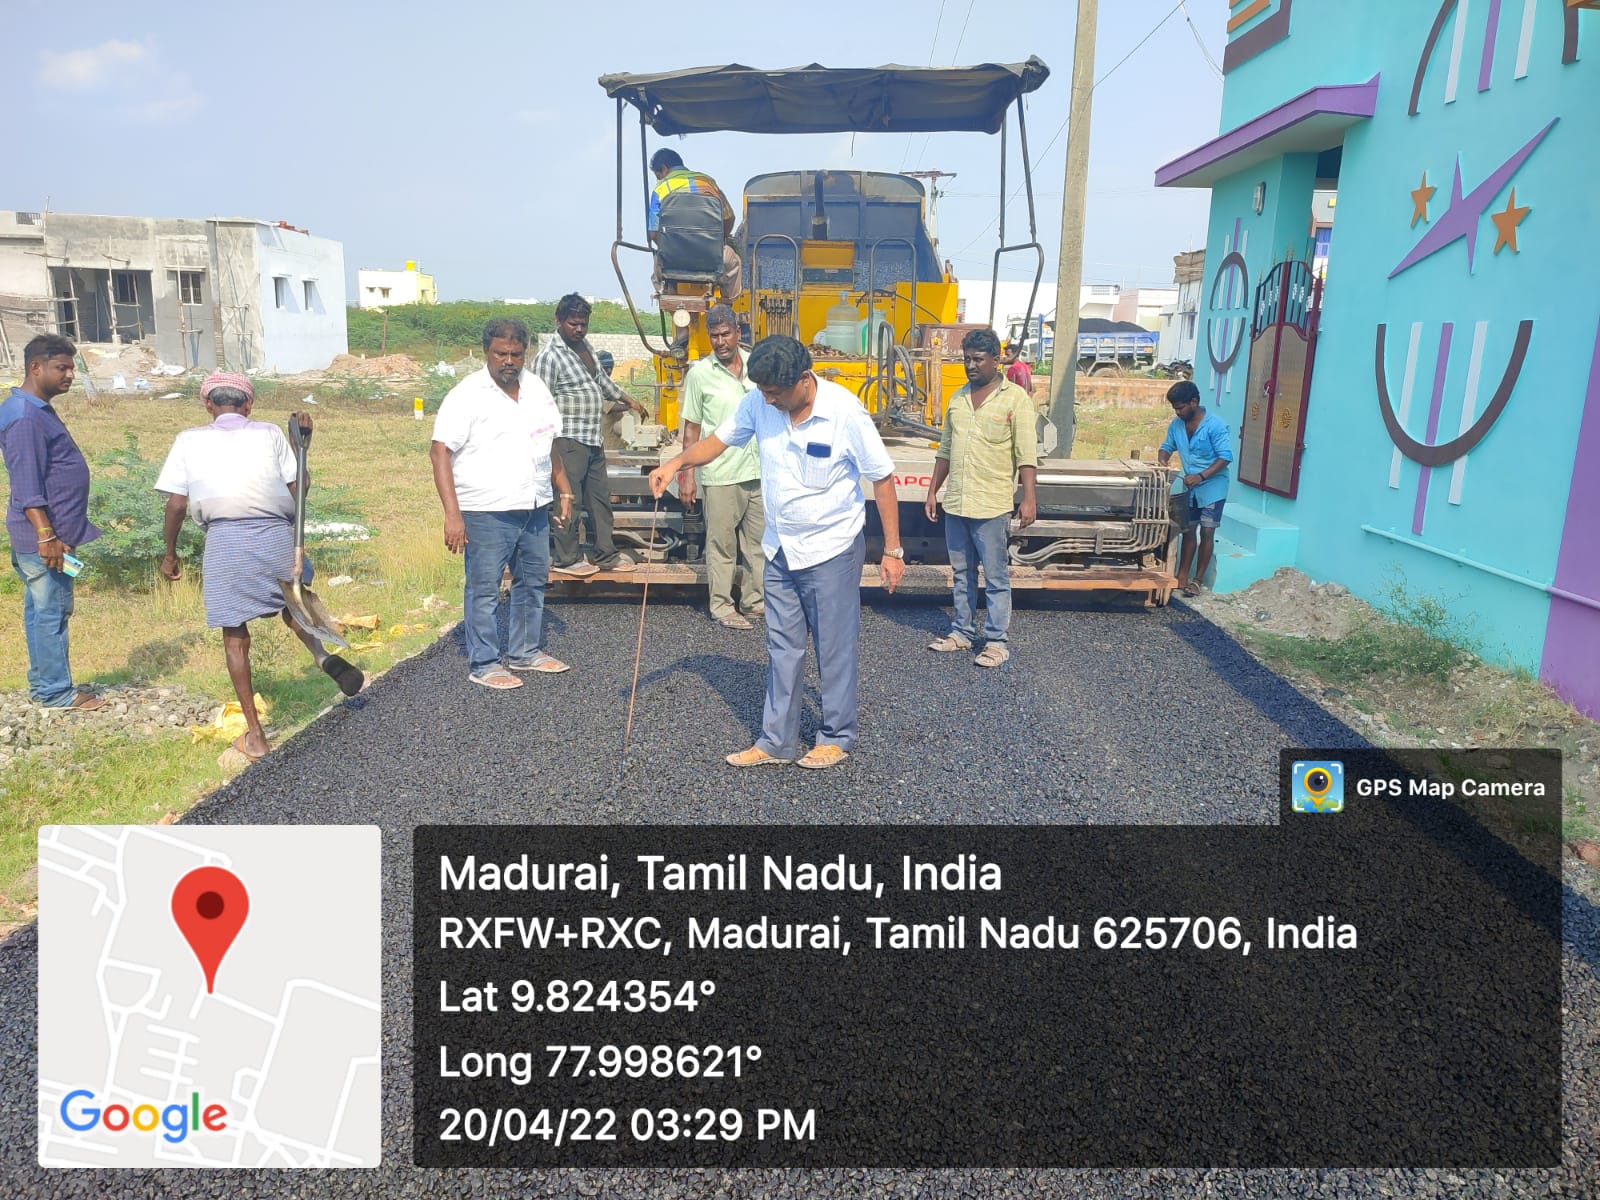 GPS Map Camera
Madurai, Tamil Nadu, India
RXFW+RXC, Madurai, Tamil Nadu 625706, India
Lat 9.824354°
Long 77.998621°
20/04/22 03:29 PM
Google